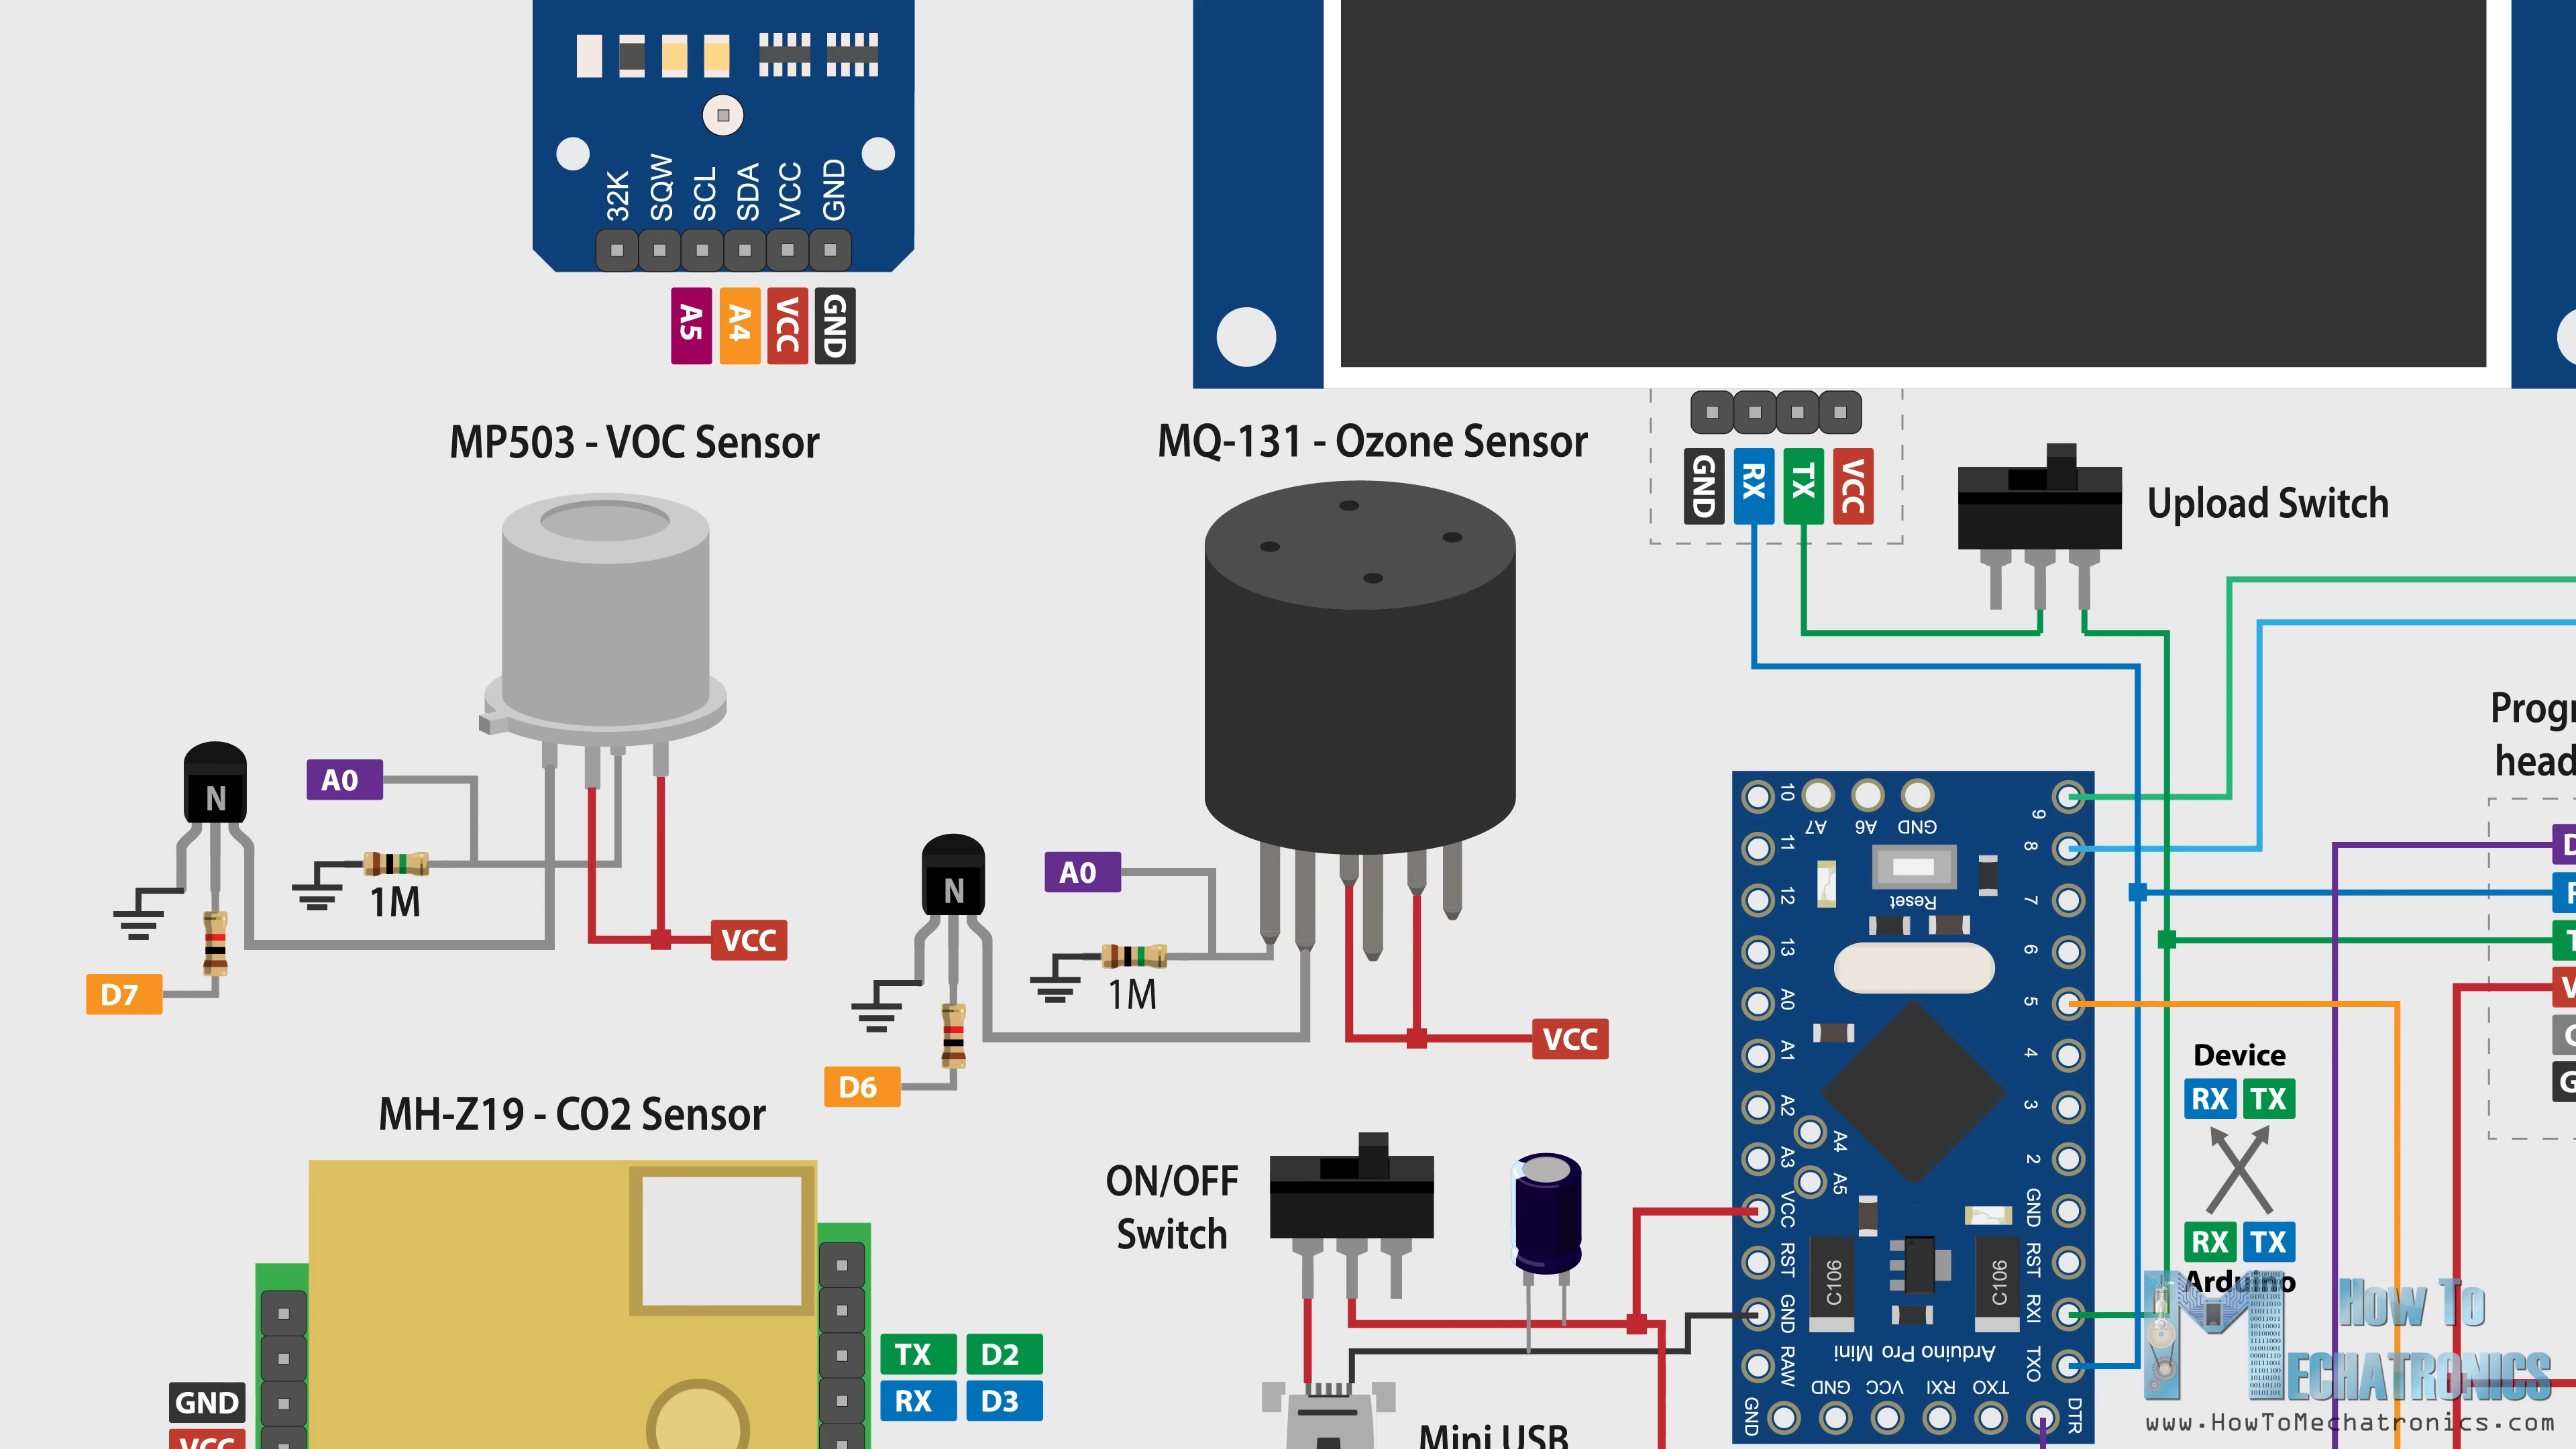 32K
SQW
SCL
SDA
VCC
GND
A5
A4
VCC
GND
MP503 - VOC Sensor
MQ-131 - Ozone Sensor
GND
RX
TX
VCC
Upload Switch
N
A0
1M
D7
VCC
N
A0
1M
D6
VCC
MH-Z19 - CO2 Sensor
TX D2
RX D3
GND
VCC
ON/OFF
Switch
Mini USB
10
11
12
13
A0
A1
A2
A3
VCC
RST
GND
RAW
A7
A6
GND
Reset
A4
A5
C106
C106
Arduino Pro Mini
9
8
7
6
5
4
3
2
GND
RST
RXI
TXO
GND
GND
VCC
RXI
TXO
DTR
Device
RX TX
RX TX
Arduino
How To
MECHATRONICS
www.HowToMechatronics.com